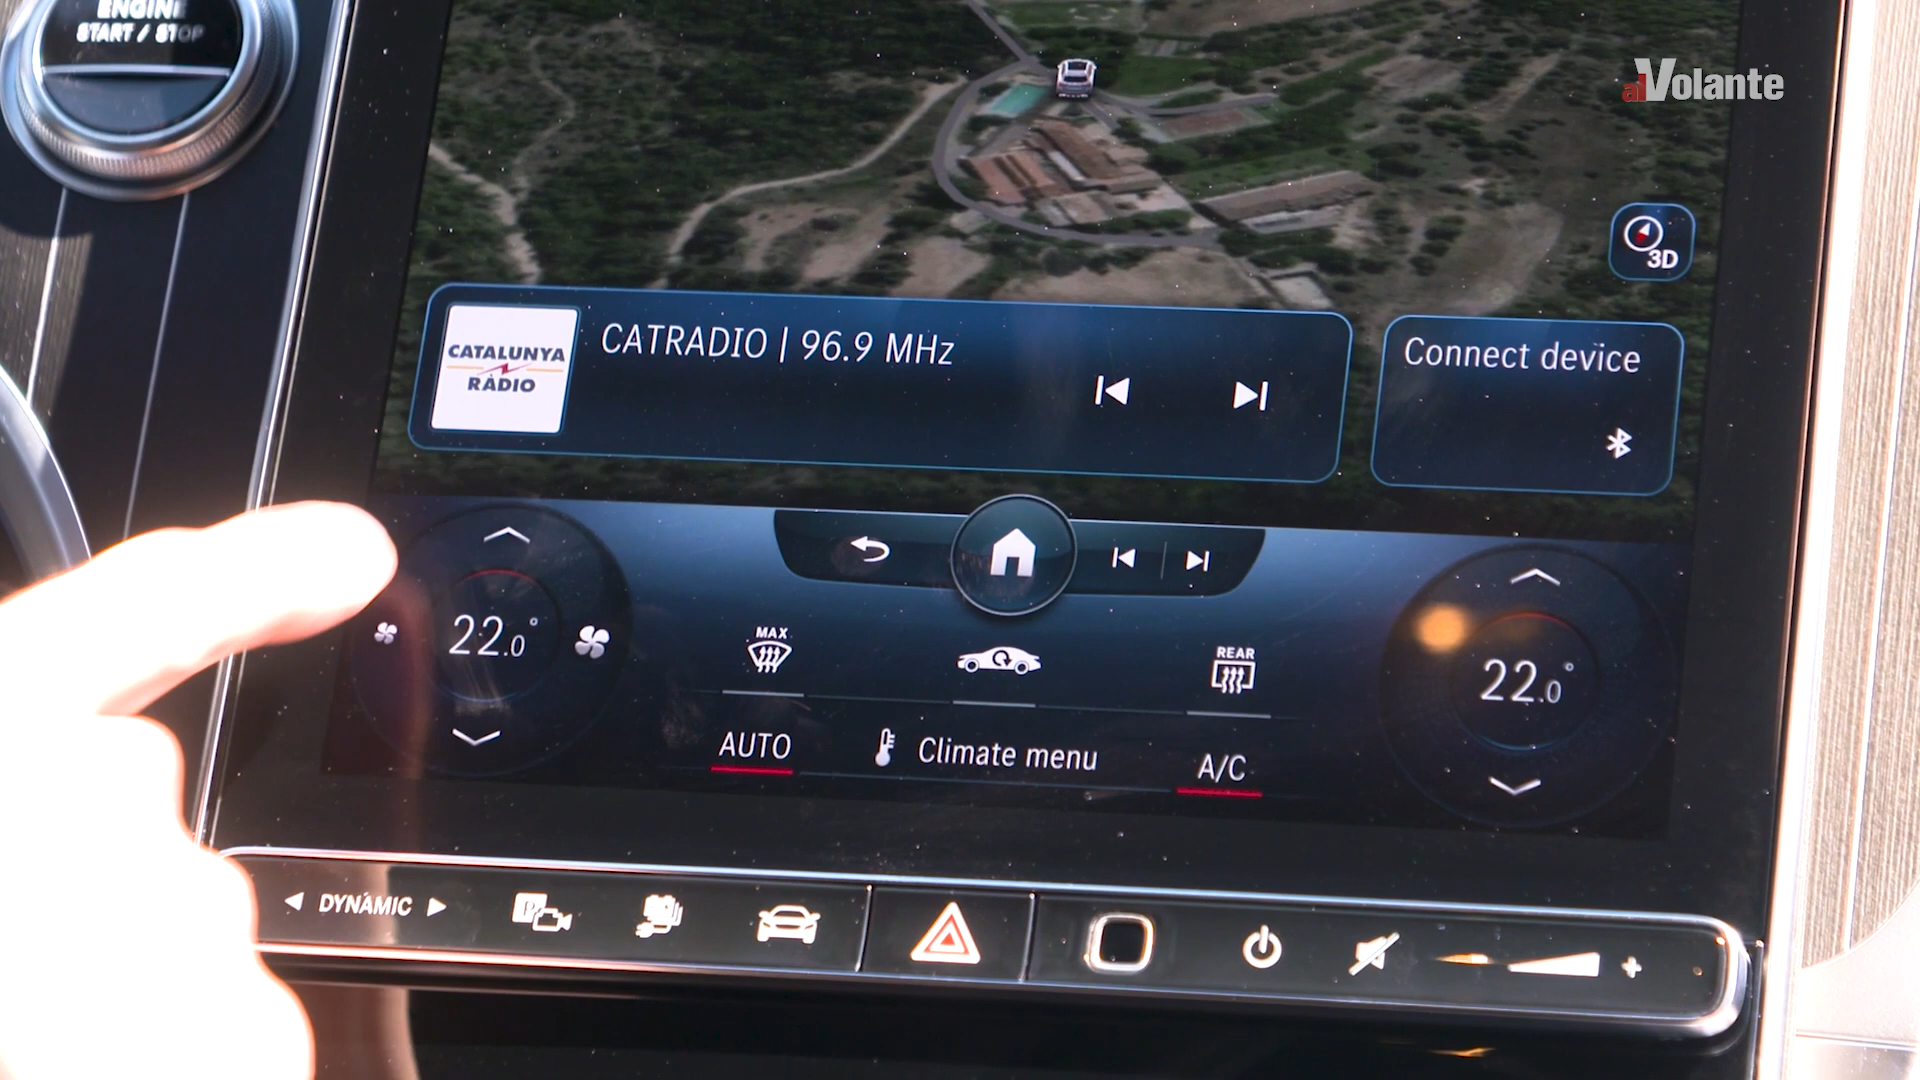 ENGINE
START / STOP
alVolante
3D
CATALUNYA
RÀDIO
CATRADIO | 96.9 MHz
Connect device
22.0°
MAX
REAR
22.0°
AUTO
Climate menu
A/C
DYNAMIC